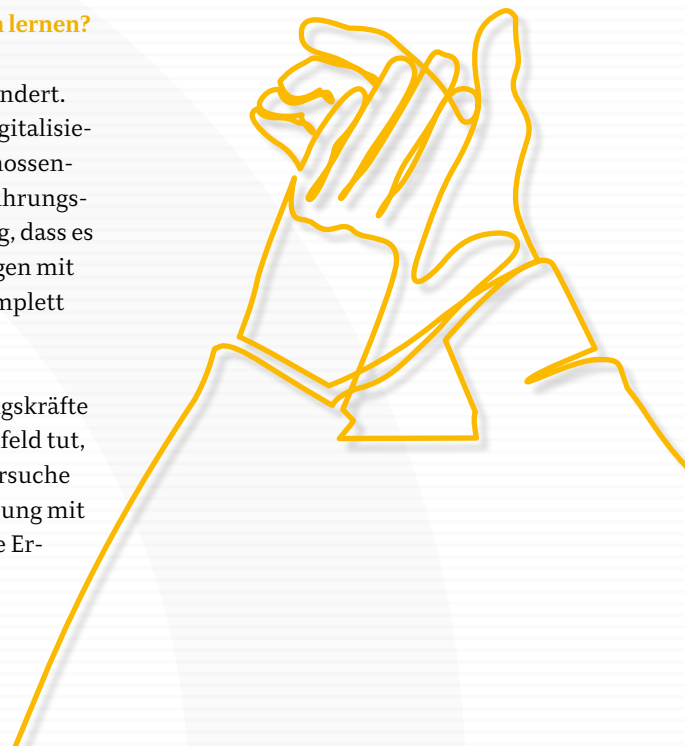 lernen?
ndert.
gitalisie-
nossen-
hrungs-
g, dass es
gen mit
mplett
gskräfte
feld tut,
rsuche
ung mit
e Er-